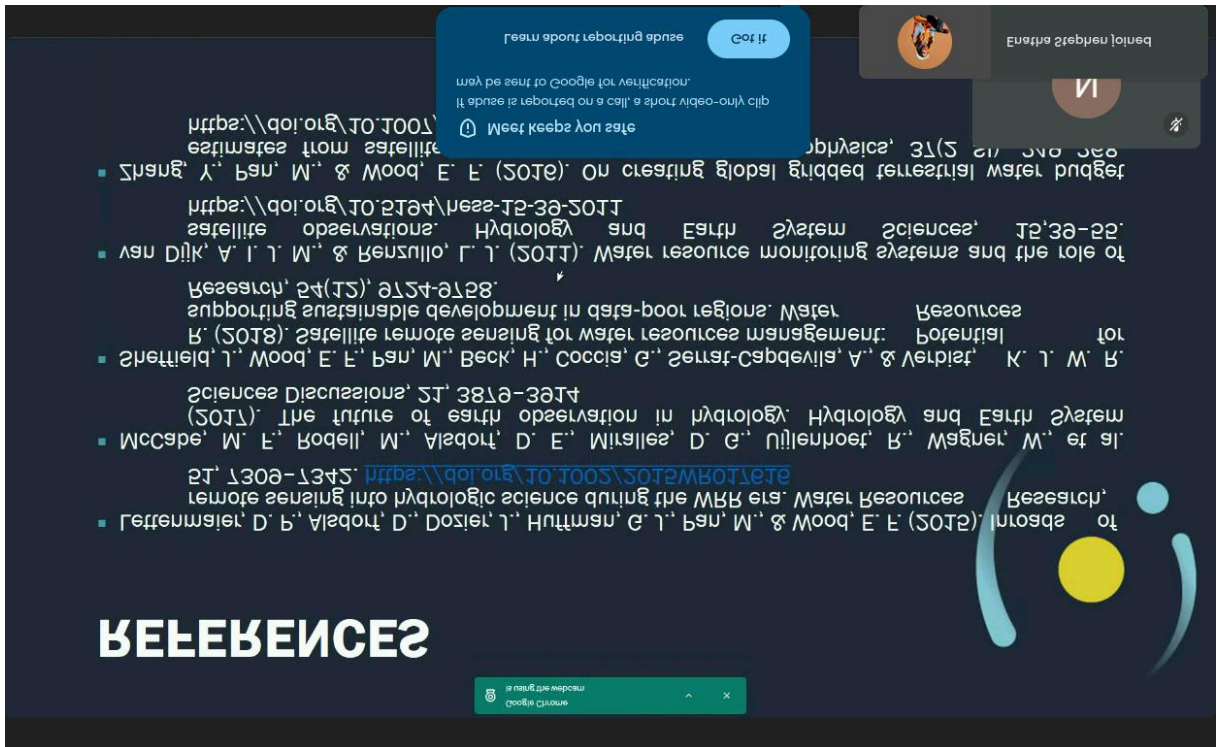 Google Chrome
is using the webcam
REFERENCES
▪ Lettenmaier, D. P., Alsdorf, D., Dozier, J., Huffman, G. J., Pan, M., & Wood, E. F. (2015). Inroads of
remote sensing into hydrologic science during the WRR era. Water Resources Research,
51, 7309–7342. https://doi.org/10.1002/2015WR017616
▪ McCabe, M. F., Rodell, M., Alsdorf, D. E., Miralles, D. G., Uijlenhoet, R., Wagner, W., et al.
(2017). The future of earth observation in hydrology. Hydrology and Earth System
Sciences Discussions, 21, 3879–3914
▪ Sheffield, J., Wood, E. F., Pan, M., Beck, H., Coccia, G., Serrat-Capdevila, A., & Verbist, K. J. W. R.
R. (2018). Satellite remote sensing for water resources management: Potential for
supporting sustainable development in data-poor regions. Water Resources
Research, 54(12), 9724-9758.
▪ van Dijk, A. I. J. M., & Renzullo, L. J. (2011). Water resource monitoring systems and the role of
satellite observations. Hydrology and Earth System Sciences, 15,39–55.
https://doi.org/10.5194/hess-15-39-2011
▪ Zhang, Y., Pan, M., & Wood, E. F. (2016). On creating global gridded terrestrial water budget
estimates from satellite ophysics, 37(2 SI), 249–268
https://doi.org/10.1007/
Meet keeps you safe
If abuse is reported on a call, a short video-only clip
may be sent to Google for verification.
Learn about reporting abuse
Got it
N
Enatha Stephen joined